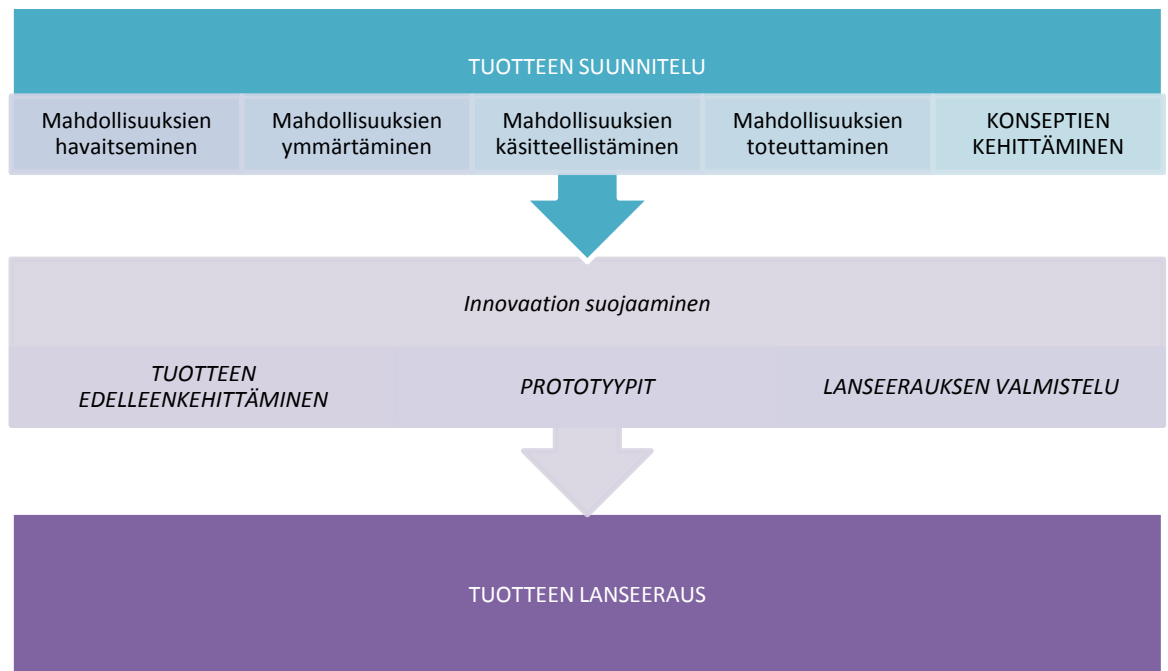 TUOTTEEN SUUNNITELU
Mahdollisuuksien
havaitseminen
Mahdollisuuksien
ymmärtäminen
Mahdollisuuksien
käsitteellistäminen
Mahdollisuuksien
toteuttaminen
KONSEPTIEN
KEHITTÄMINEN
Innovaation suojaaminen
TUOTTEEN
EDELLEENKEHITTÄMINEN
PROTOTYYPIT
LANSEERAUKSEN VALMISTELU
TUOTTEEN LANSEERAUS